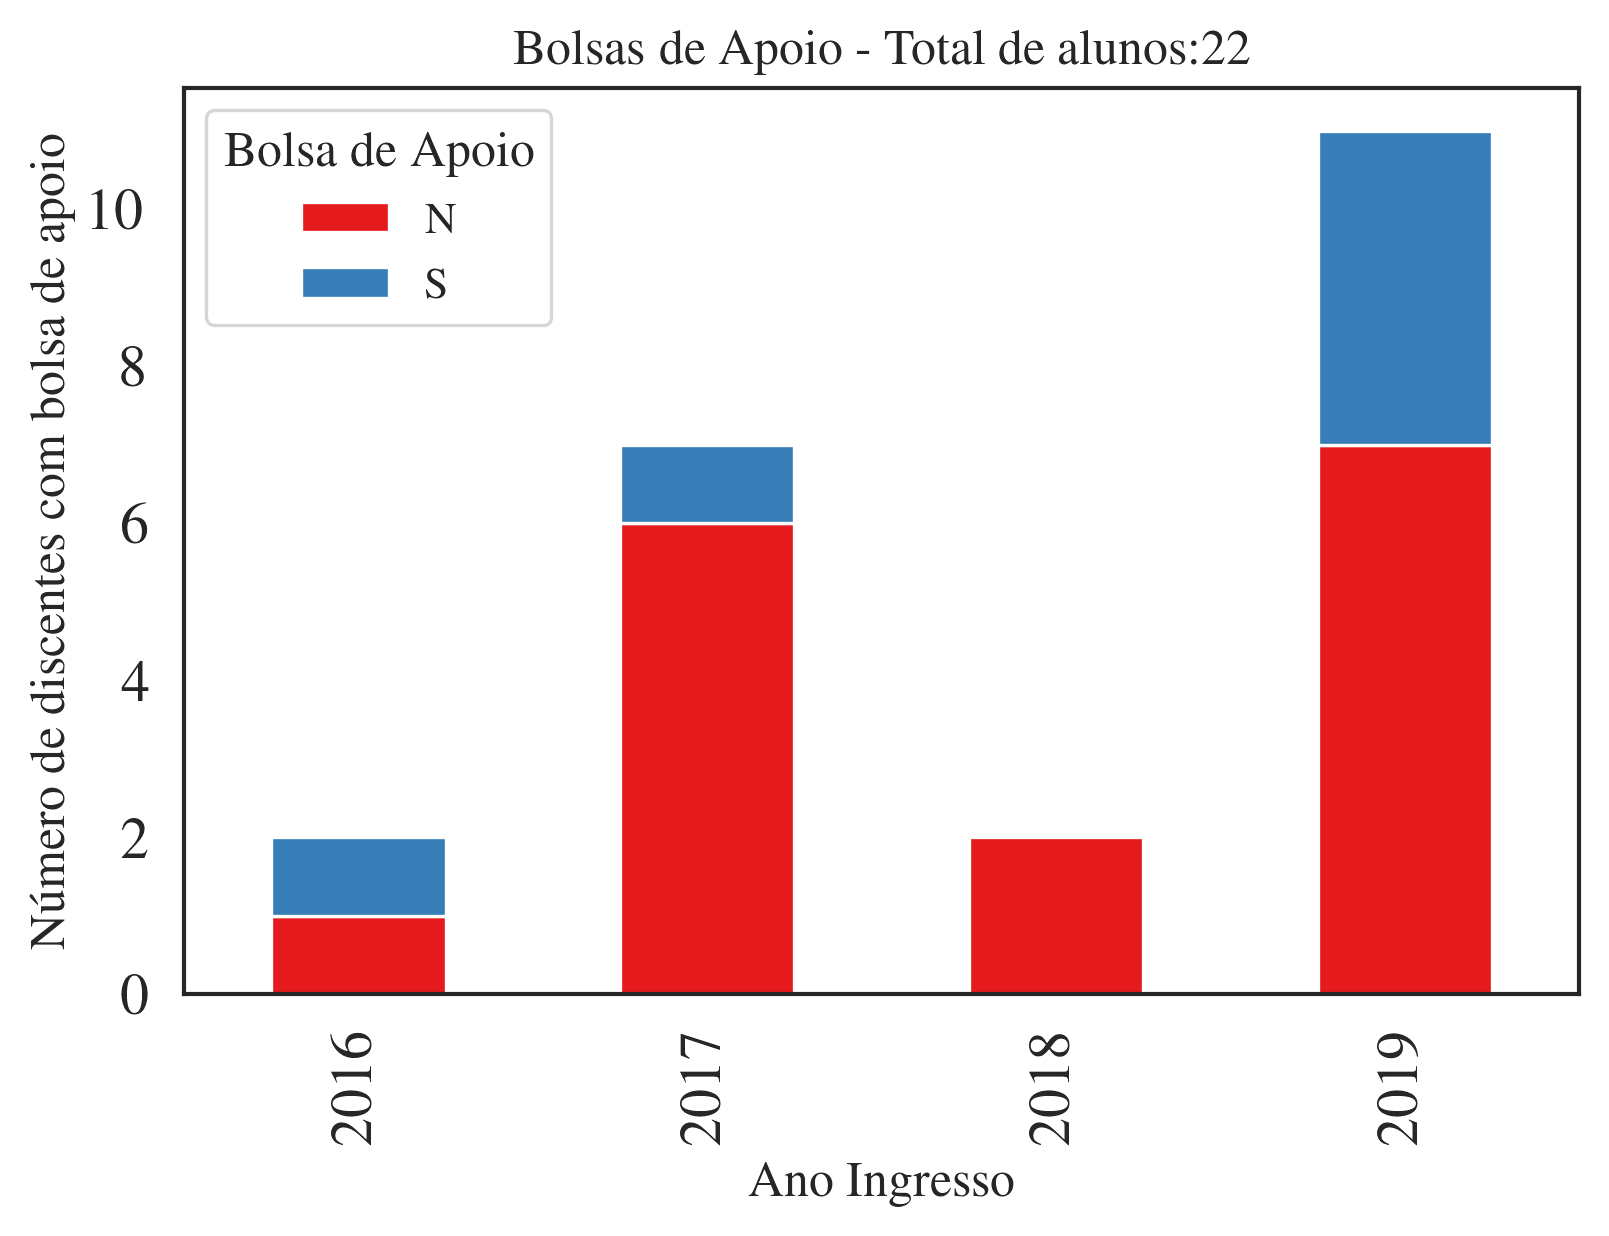 Bolsas de Apoio - Total de alunos:22
Bolsa de Apoio
N
S
Número de discentes com bolsa de apoio
10
8
6
4
2
0
2016
2017
2018
2019
Ano Ingresso